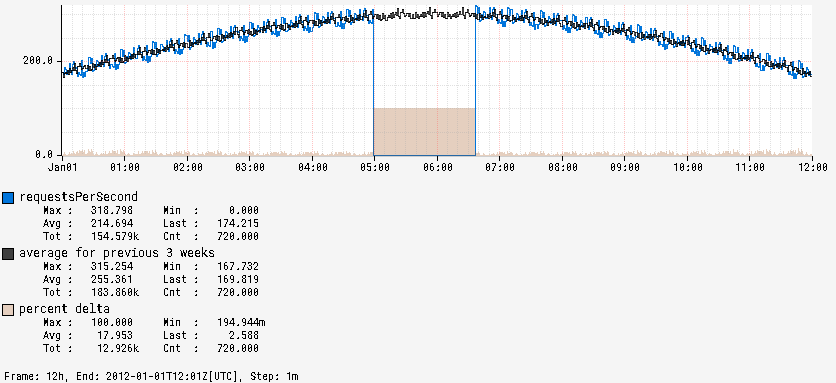 200.0
0.0
Jan01 01:00 02:00 03:00 04:00 05:00 06:00 07:00 08:00 09:00 10:00 11:00 12:00
requestsPerSecond
Max : 318.798 Min : 0.000
Avg : 214.694 Last : 174.215
Tot : 154.579k Cnt : 720.000
average for previous 3 weeks
Max : 315.254 Min : 167.732
Avg : 255.361 Last : 169.819
Tot : 183.860k Cnt : 720.000
percent delta
Max : 100.000 Min : 194.944m
Avg : 17.953 Last : 2.588
Tot : 12.926k Cnt : 720.000
Frame: 12h, End: 2012-01-01T12:01Z[UTC], Step: 1m